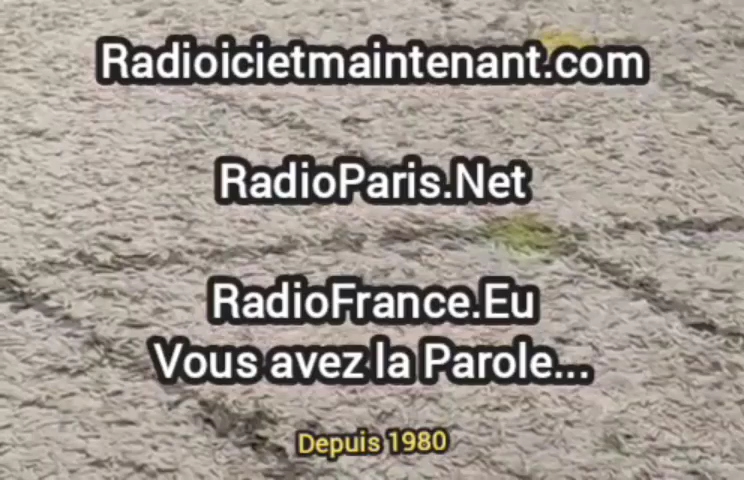 Radioicietmaintenant.com
RadioParis.Net
RadioFrance.Eu
Vous avez la Parole...
Depuis 1980